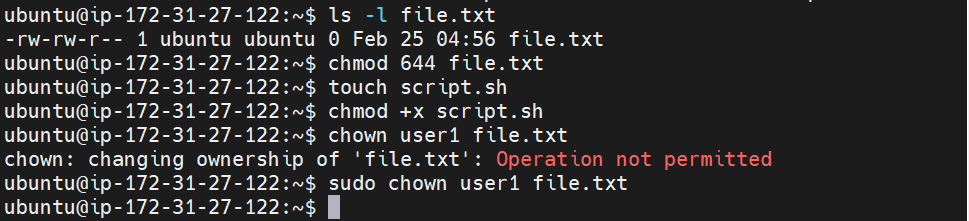 ubuntu@ip-172-31-27-122:~$ ls -l file.txt
-rw-rw-r-- 1 ubuntu ubuntu 0 Feb 25 04:56 file.txt
ubuntu@ip-172-31-27-122:~$ chmod 644 file.txt
ubuntu@ip-172-31-27-122:~$ touch script.sh
ubuntu@ip-172-31-27-122:~$ chmod +x script.sh
ubuntu@ip-172-31-27-122:~$ chown user1 file.txt
chown: changing ownership of 'file.txt': Operation not permitted
ubuntu@ip-172-31-27-122:~$ sudo chown user1 file.txt
ubuntu@ip-172-31-27-122:~$